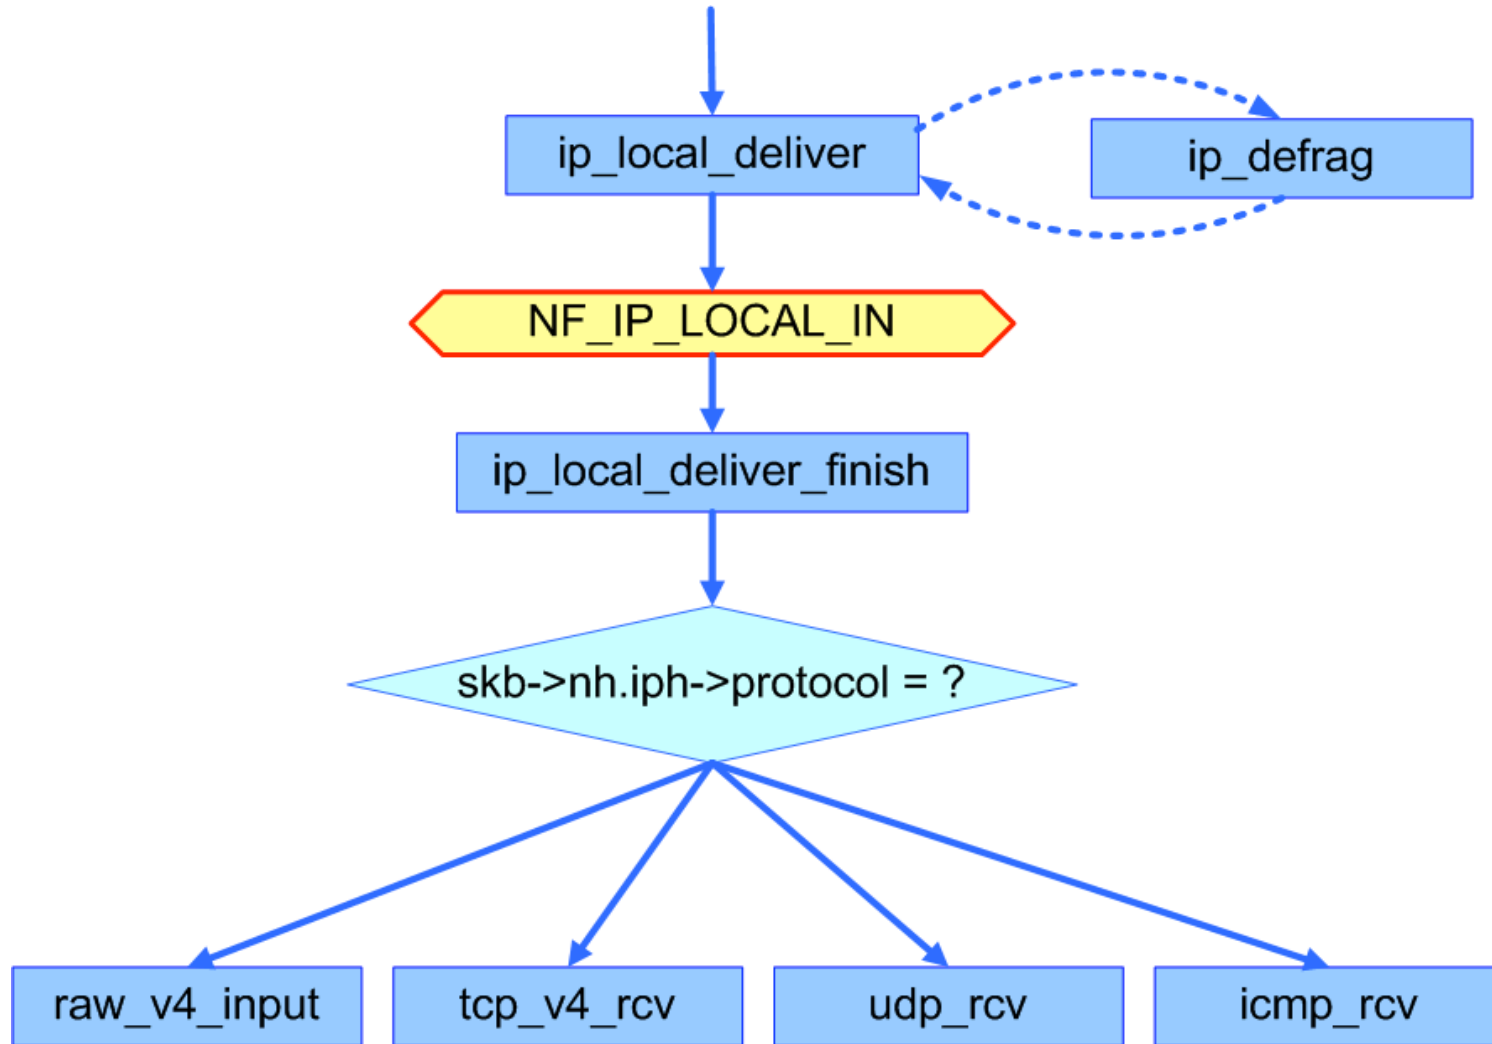 ip_local_deliver
ip_defrag
NF_IP_LOCAL_IN
ip_local_deliver_finish
skb->nh.iph->protocol = ?
raw_v4_input
tcp_v4_rcv
udp_rcv
icmp_rcv